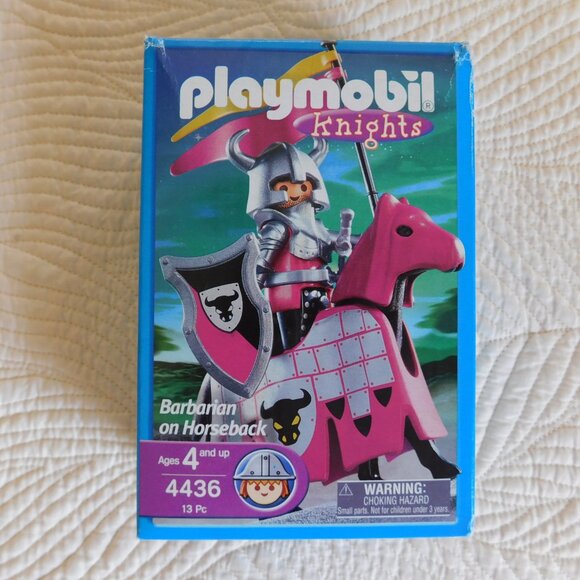 playmobil®
Knights
Barbarian
on Horseback
Ages 4 and up
4436
13 Pc
WARNING:
CHOKING HAZARD
Small parts. Not for children under 3 years.